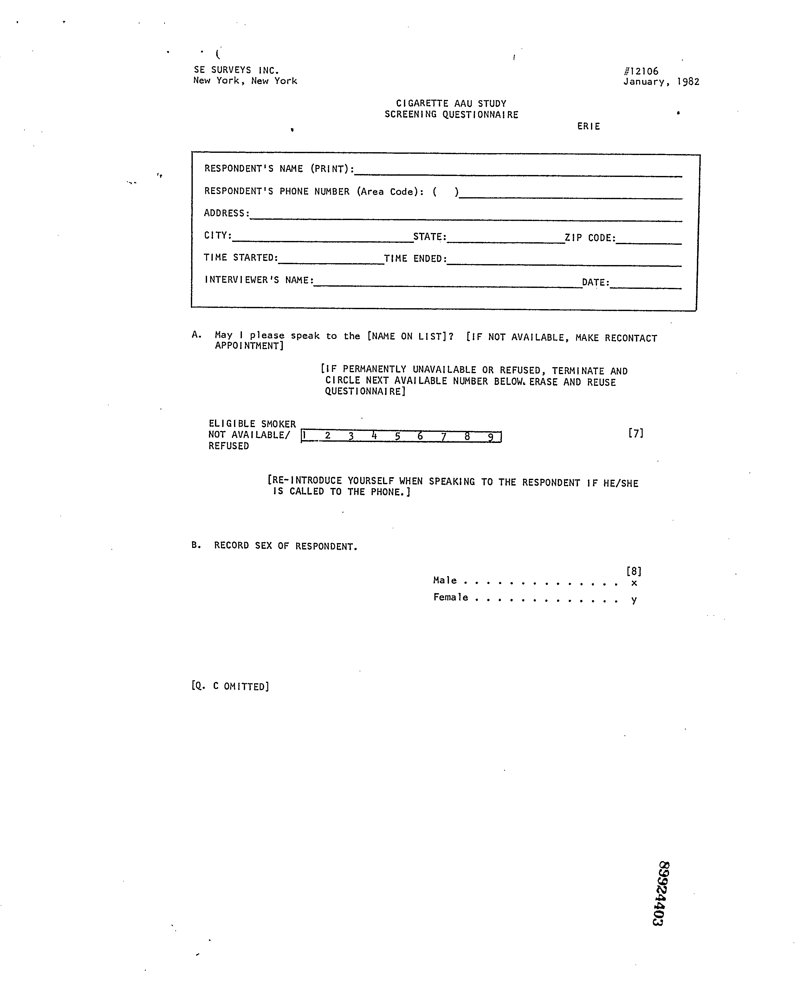 SE SURVEYS INC. #12106
New York, New York January, 1982
CIGARETTE AAU STUDY
SCREENING QUESTIONNAIRE
ERIE
RESPONDENT'S NAME (PRINT):
RESPONDENT'S PHONE NUMBER (Area Code): ( )
ADDRESS:
CITY: STATE: ZIP CODE:
TIME STARTED: TIME ENDED:
INTERVIEWER'S NAME: DATE:
A. May I please speak to the [NAME ON LIST]? [IF NOT AVAILABLE, MAKE RECONTACT
APPOINTMENT]
[IF PERMANENTLY UNAVAILABLE OR REFUSED, TERMINATE AND
CIRCLE NEXT AVAILABLE NUMBER BELOW. ERASE AND REUSE
QUESTIONNAIRE]
ELIGIBLE SMOKER
NOT AVAILABLE/ 1 2 3 4 5 6 7 8 9 [7]
REFUSED
[RE-INTRODUCE YOURSELF WHEN SPEAKING TO THE RESPONDENT IF HE/SHE
IS CALLED TO THE PHONE.]
B. RECORD SEX OF RESPONDENT.
[8]
Male . . . . . . . . . . . . . . x
Female . . . . . . . . . . . . . y
[Q. C OMITTED]
89924403